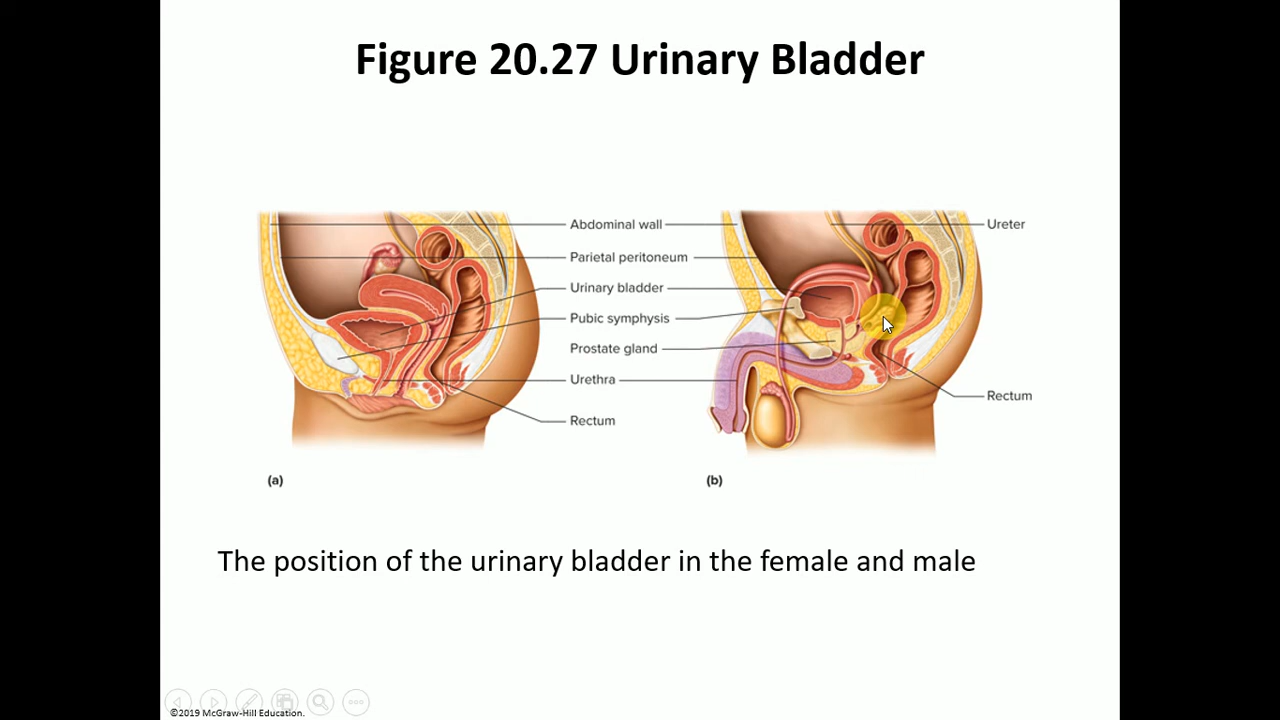 Figure 20.27 Urinary Bladder
Abdominal wall
Parietal peritoneum
Urinary bladder
Pubic symphysis
Prostate gland
Urethra
Rectum
Ureter
Rectum
(a)
(b)
The position of the urinary bladder in the female and male
©2019 McGraw-Hill Education.